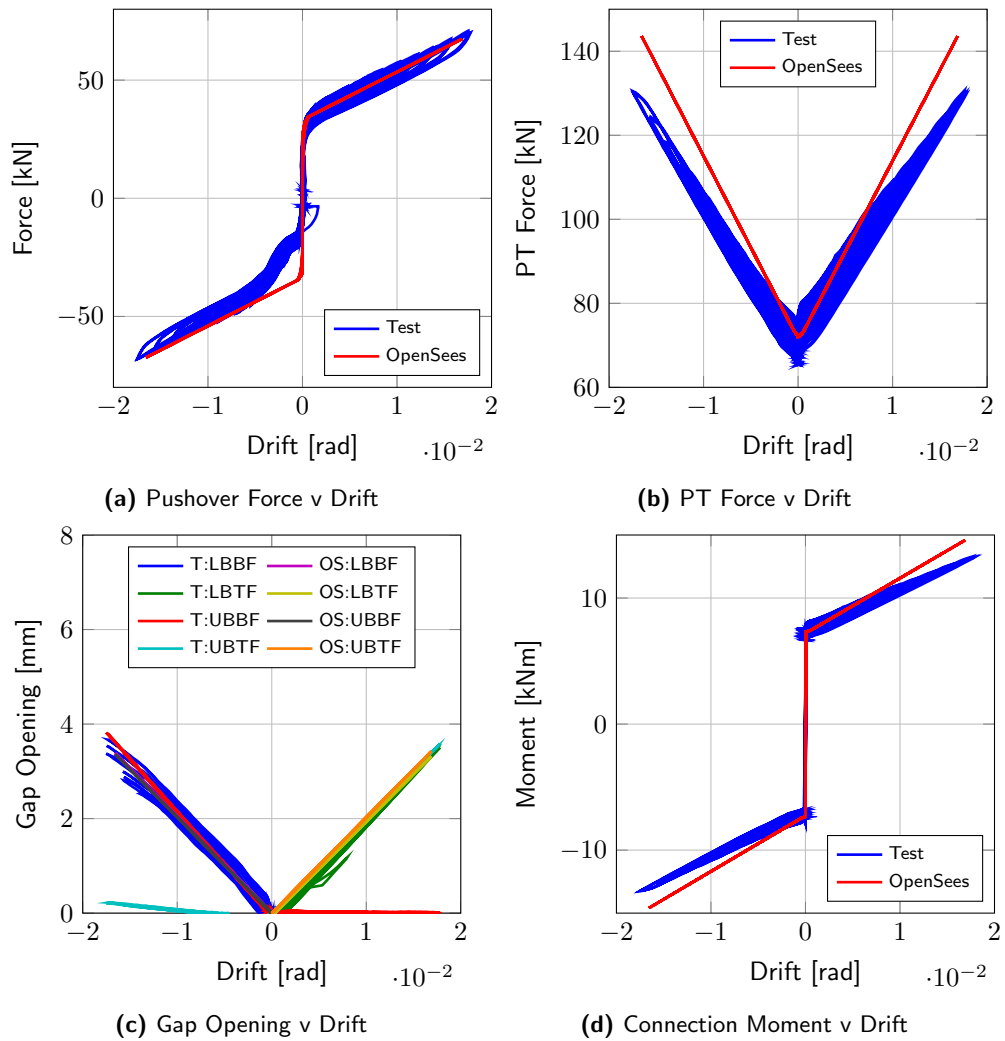 50
0
−50
−2 −1 0 1 2
·10−2
Drift [rad]
Force [kN]
Test
OpenSees
(a) Pushover Force v Drift
140
120
100
80
60
−2 −1 0 1 2
·10−2
Drift [rad]
PT Force [kN]
Test
OpenSees
(b) PT Force v Drift
8
6
4
2
0
−2 −1 0 1 2
·10−2
Drift [rad]
Gap Opening [mm]
T:LBBF OS:LBBF
T:LBTF OS:LBTF
T:UBBF OS:UBBF
T:UBTF OS:UBTF
(c) Gap Opening v Drift
10
0
−10
−2 −1 0 1 2
·10−2
Drift [rad]
Moment [kNm]
Test
OpenSees
(d) Connection Moment v Drift